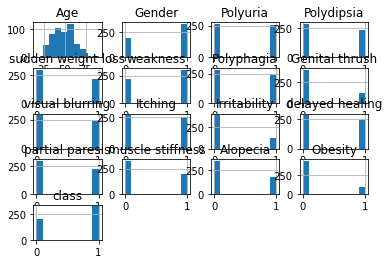 Age Gender Polyuria Polydipsia
100 250 250 250
0 0 0 0
25 50 75
sudden weight loss weakness Polyphagia Genital thrush
250 250 250 250
0 0 0 0
visual blurring Itching Irritability delayed healing
250 250 250 250
0 0 0 0
partial paresis muscle stiffness Alopecia Obesity
250 250 250 250
0 0 0 0
class 0 1 0 1 0 1
250
0
0 1